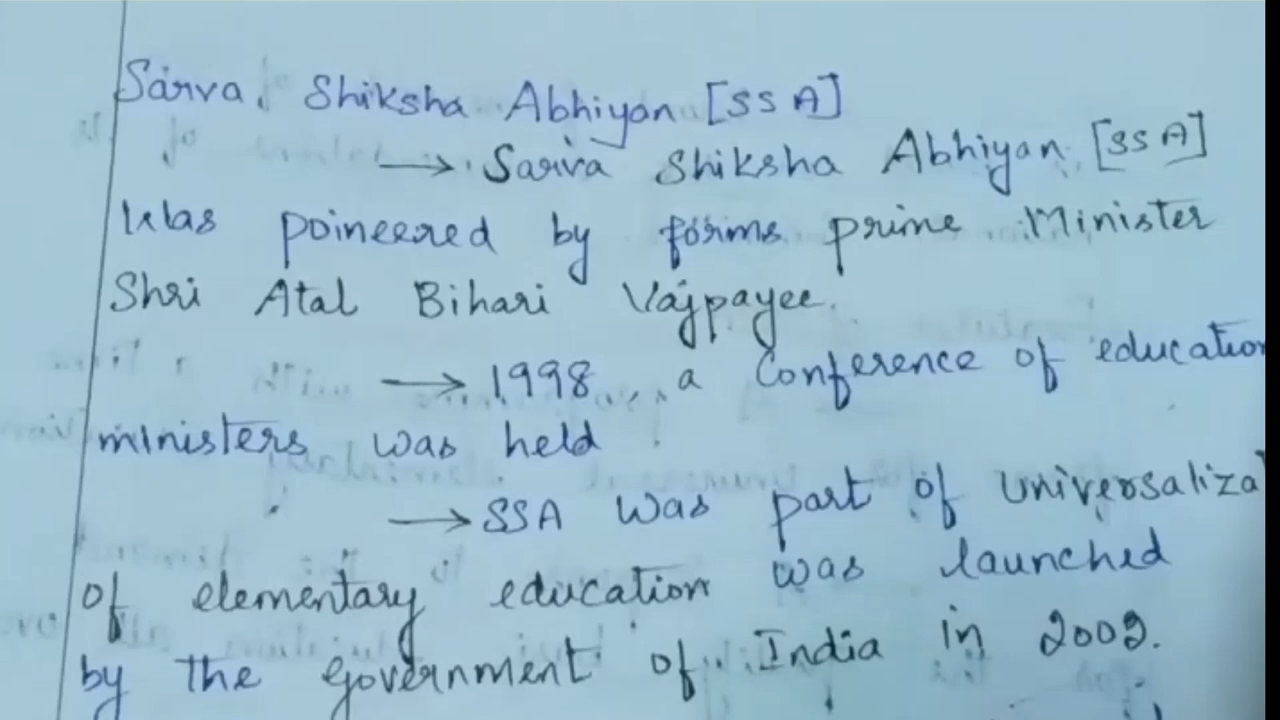 Sarva Shiksha Abhiyan [SSA]
→ Sarva Shiksha Abhiyan [SSA]
Was poineered by forms prime Minister
Shri Atal Bihari Vajpayee.
→ 1998, a Conference of education
ministers was held
→ SSA was part of universaliza
of elementary education was launched
by the government of India in 2002.